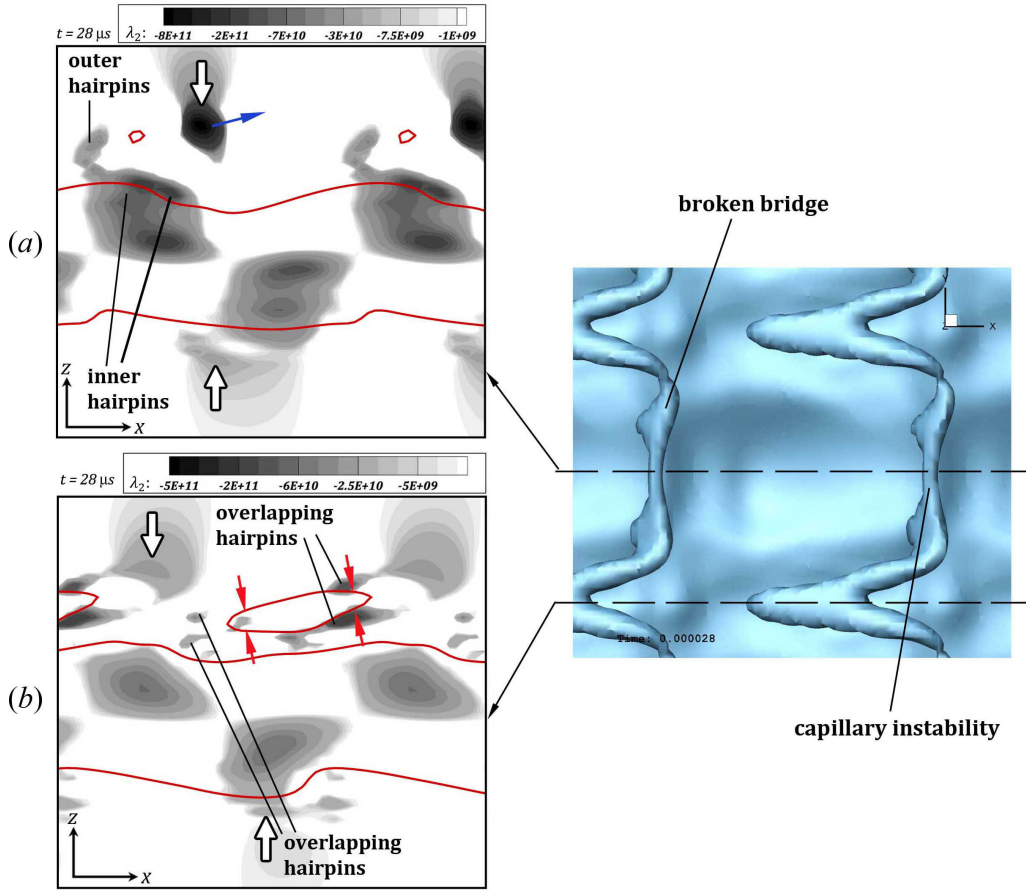 t = 28 μs
λ2:
-8E+11 -2E+11 -7E+10 -3E+10 -7.5E+09 -1E+09
outer
hairpins
(a)
inner
hairpins
Z
X
t = 28 μs
λ2:
-5E+11 -2E+11 -6E+10 -2.5E+10 -5E+09
overlapping
hairpins
(b)
overlapping
hairpins
Z
X
broken bridge
Y
Z X
Time: 0.000028
capillary instability